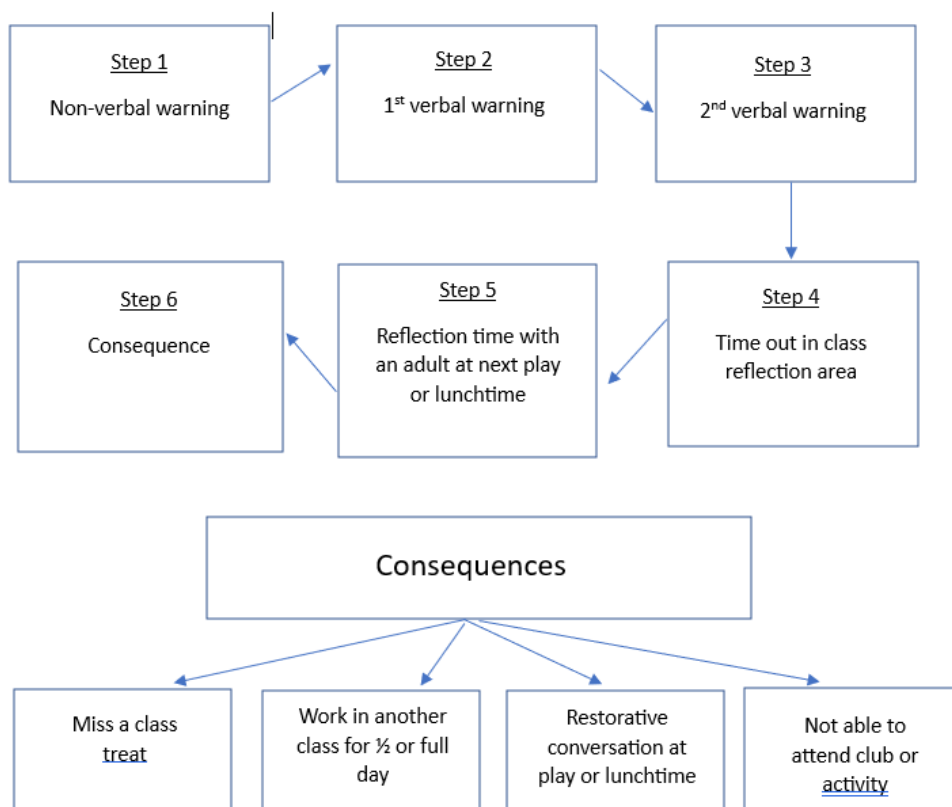 Step 1
Non-verbal warning
Step 2
1st verbal warning
Step 3
2nd verbal warning
Step 4
Time out in class
reflection area
Step 5
Reflection time with
an adult at next play
or lunchtime
Step 6
Consequence
Consequences
Miss a class
treat
Work in another
class for ½ or full
day
Restorative
conversation at
play or lunchtime
Not able to
attend club or
activity